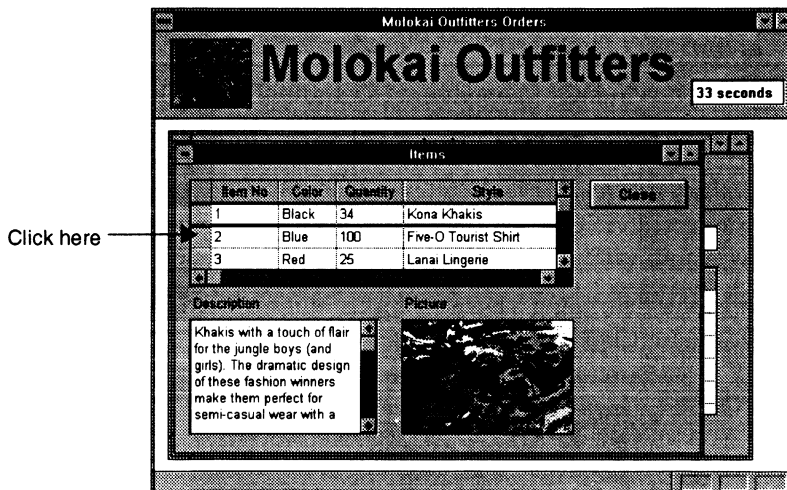 Molokai Outfitters Orders
Molokai Outfitters
33 seconds
Items
Item No Color Quantity Style
Close
1 Black 34 Kona Khakis
Click here
2 Blue 100 Five-O Tourist Shirt
3 Red 25 Lanai Lingerie
Description Picture
Khakis with a touch of flair
for the jungle boys (and
girls). The dramatic design
of these fashion winners
make them perfect for
semi-casual wear with a